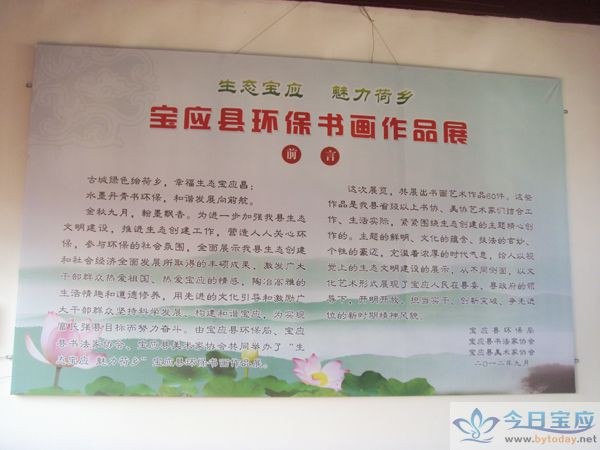 生态宝应 魅力荷乡
宝应县环保书画作品展
前言
古城绿色绘荷乡，幸福生态宝应昌；
水墨丹青书环保，和谐发展向前航。
金秋九月，翰墨飘香。为进一步加强我县生态
文明建设，推进生态创建工作，营造人人关心环
保，参与环保的社会氛围，全面展示我县生态创建
和社会经济全面发展所取得的丰硕成果、激发广大
干部群众热爱祖国、热爱宝应的情感，陶冶高雅的
生活情趣和道德修养，用先进的文化引导和激励广
大干部群众坚持科学发展、构建和谐宝应，为实现
富民强县目标而努力奋斗。由宝应县环保局、宝应
县书法家协会、宝应县美术家协会共同举办了“生
态宝应 魅力荷乡”宝应县环保书画作品展。
这次展览，共展出书画艺术作品60件。这些
作品是我县省级以上书协、美协艺术家们结合工
作、生活实际，紧紧围绕生态创建的主题精心创
作的。主题的鲜明、文化的蕴含、技法的玄妙、
个性的豪迈，充溢着浓厚的时代气息，给人以视
觉上的生态文明建设的展示，从不同侧面，以文
化艺术形式展现了宝应人民在县委、县政府的领
导下，开明开放、担当实干、创新突破、争先进
位的新时期精神风貌。
宝应县环保局
宝应县书法家协会
宝应县美术家协会
二〇一二年九月
今日宝应
www.bytoday.net